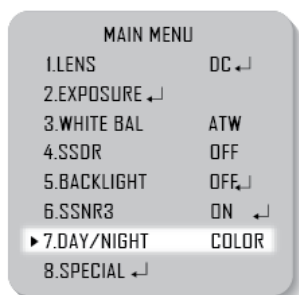 MAIN MENU
1.LENS DC↵
2.EXPOSURE↵
3.WHITE BAL ATW
4.SSDR OFF
5.BACKLIGHT OFF↵
6.SSNR3 ON ↵
▶7.DAY/NIGHT COLOR
8.SPECIAL↵